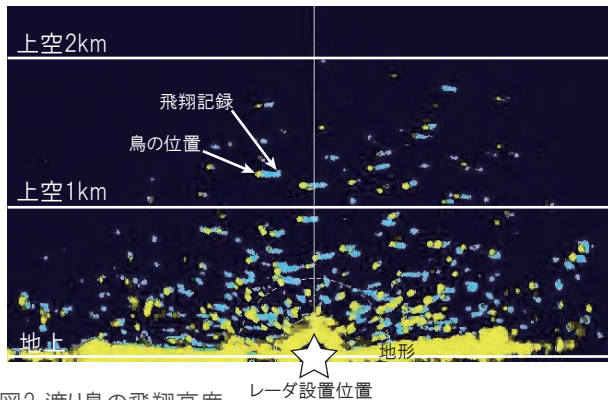 上空2km
飛翔記録
鳥の位置
上空1km
地上
地形
レーダ設置位置
図2 渡り鳥の飛翔高度